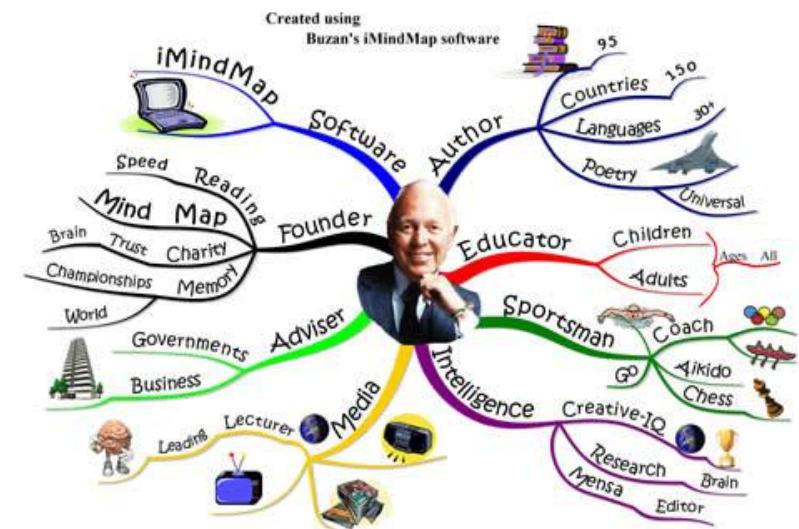 Created using
Buzan's iMindMap software
iMindMap
Software
Author
95
Countries 150
Languages 30+
Poetry
Universal
Founder
Speed Reading
Mind Map
Brain Trust Charity
Championships Memory
World
Educator
Children
Adults
Ages All
Sportsman
Coach
Aikido
Chess
Go
Adviser
Governments
Business
Media
Leading Lecturer
Intelligence
Creative-IQ
Research Brain
Mensa Editor